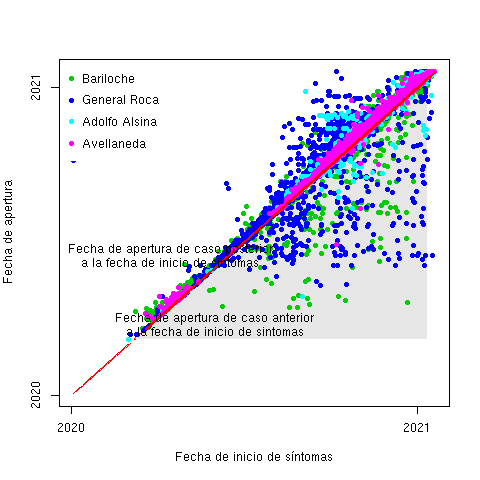 Bariloche
General Roca
Adolfo Alsina
Avellaneda
Fecha de apertura de caso posterior
a la fecha de inicio de síntomas
Fecha de apertura de caso anterior
a la fecha de inicio de sintomas
2021
2020
Fecha de apertura
2020
2021
Fecha de inicio de síntomas